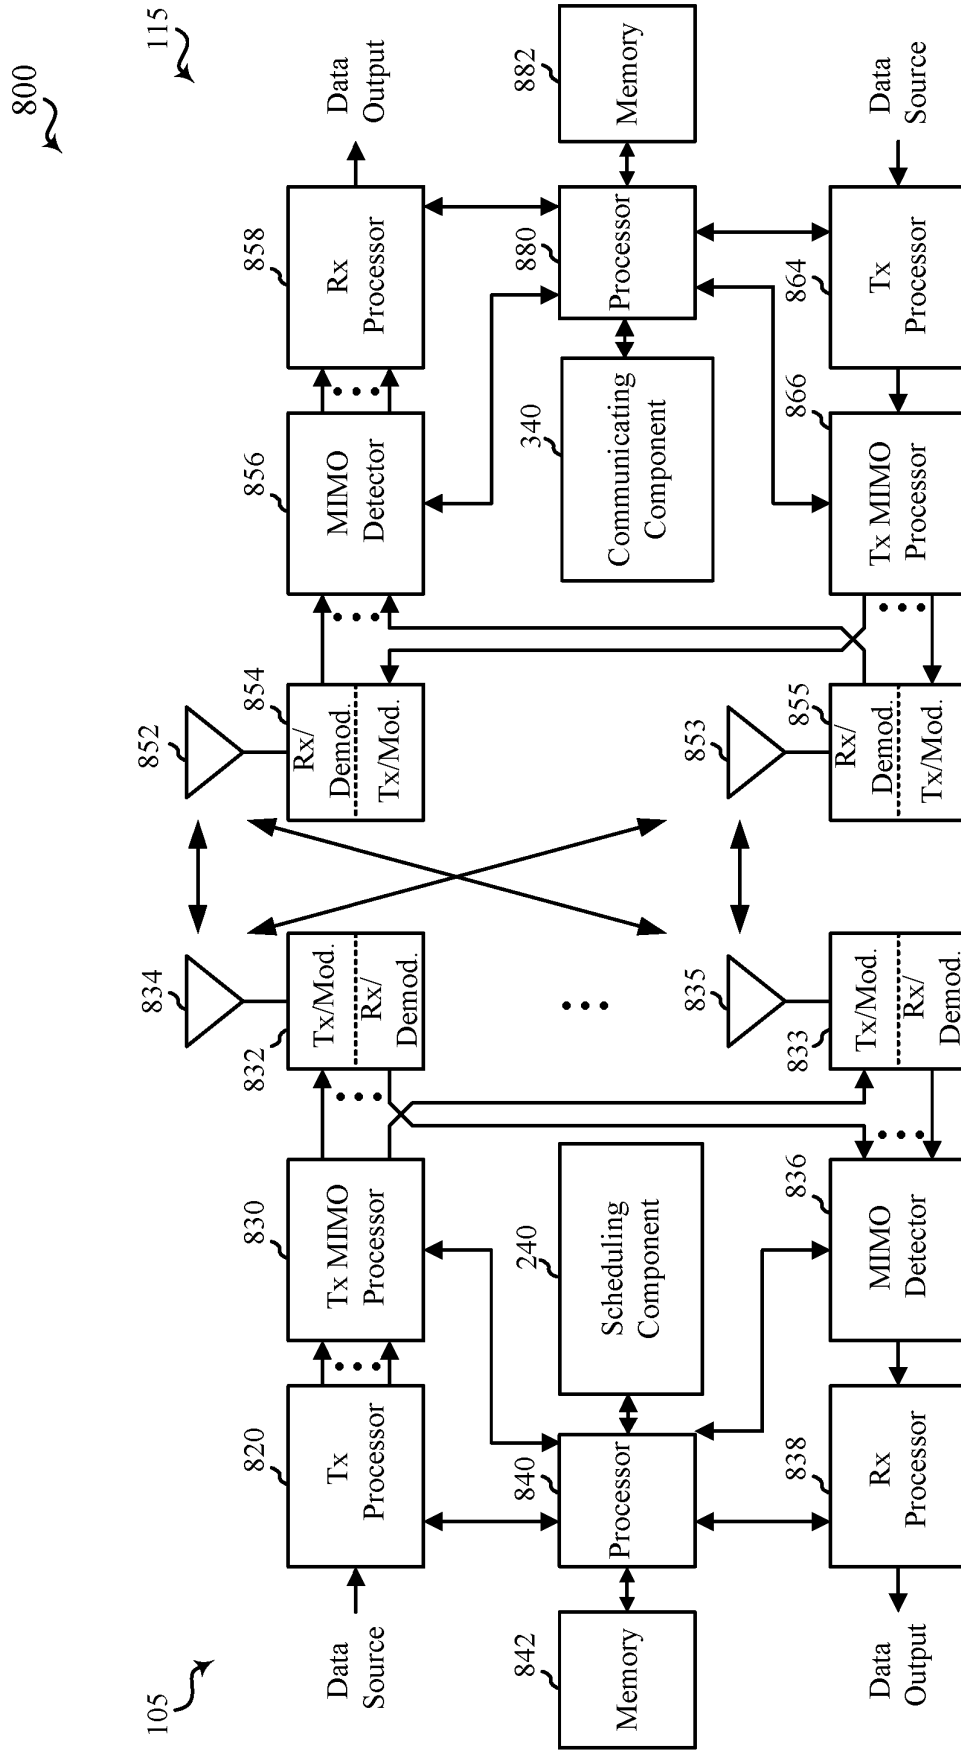 800
105
115
Data
Source
820
Tx
Processor
830
Tx MIMO
Processor
832
Tx/Mod.
Rx/
Demod.
834
852
854
Rx/
Demod.
Tx/Mod.
856
MIMO
Detector
858
Rx
Processor
Data
Output
842
Memory
840
Processor
240
Scheduling
Component
340
Communicating
Component
880
Processor
882
Memory
Data
Output
838
Rx
Processor
836
MIMO
Detector
833
Tx/Mod.
Rx/
Demod.
835
853
855
Rx/
Demod.
Tx/Mod.
866
Tx MIMO
Processor
864
Tx
Processor
Data
Source